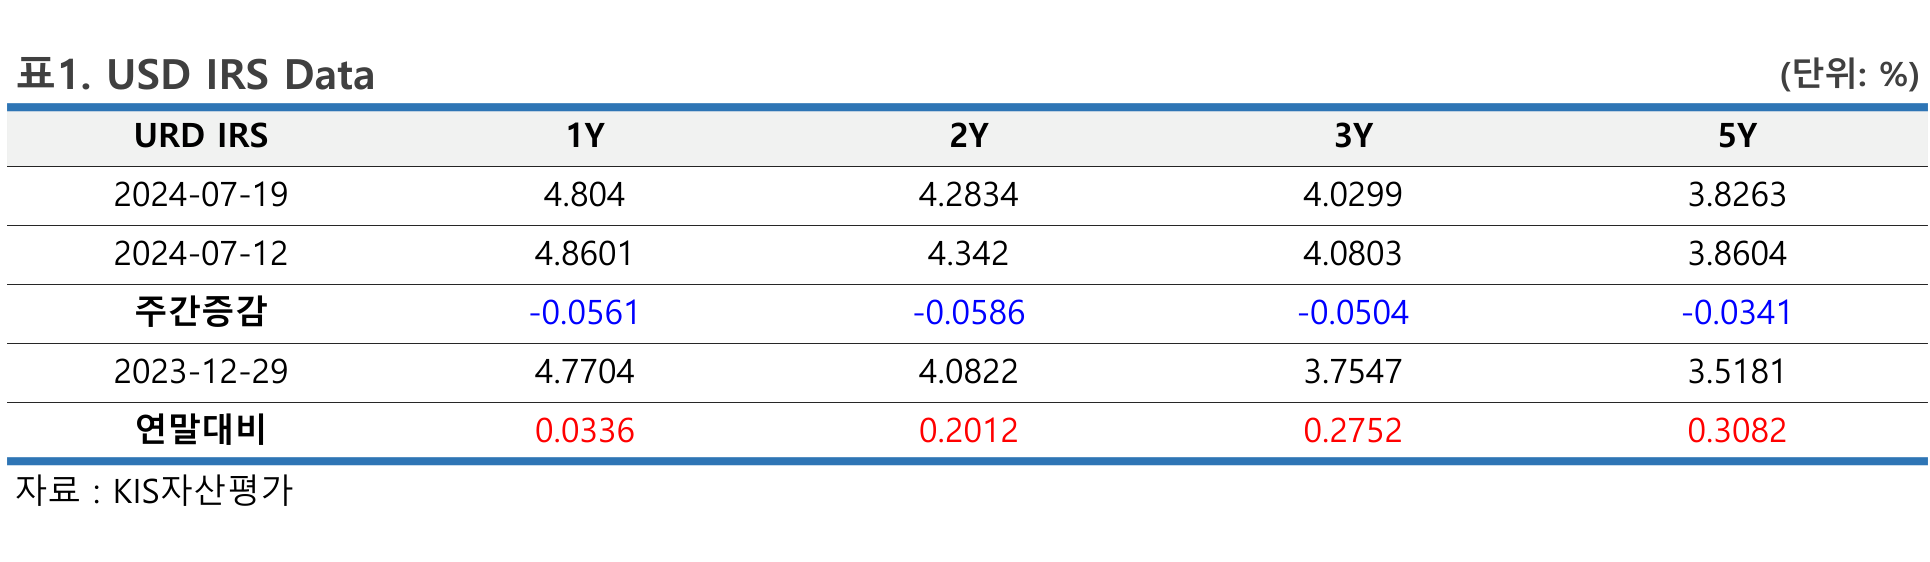 표1. USD IRS Data (단위: %)
URD IRS 1Y 2Y 3Y 5Y
2024-07-19 4.804 4.2834 4.0299 3.8263
2024-07-12 4.8601 4.342 4.0803 3.8604
주간증감 -0.0561 -0.0586 -0.0504 -0.0341
2023-12-29 4.7704 4.0822 3.7547 3.5181
연말대비 0.0336 0.2012 0.2752 0.3082
자료 : KIS자산평가